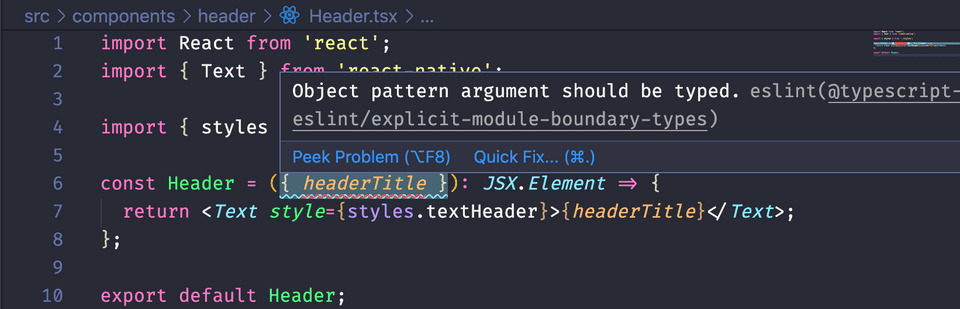 src > components > header > Header.tsx > ...
1 import React from 'react';
2 import { Text } from 'react-native';
Object pattern argument should be typed. eslint(@typescript-
eslint/explicit-module-boundary-types)
Peek Problem (⌥F8) Quick Fix... (⌘.)
3
4 import { styles
5
6 const Header = ({ headerTitle }): JSX.Element => {
7 return <Text style={styles.textHeader}>{headerTitle}</Text>;
8 };
9
10 export default Header;